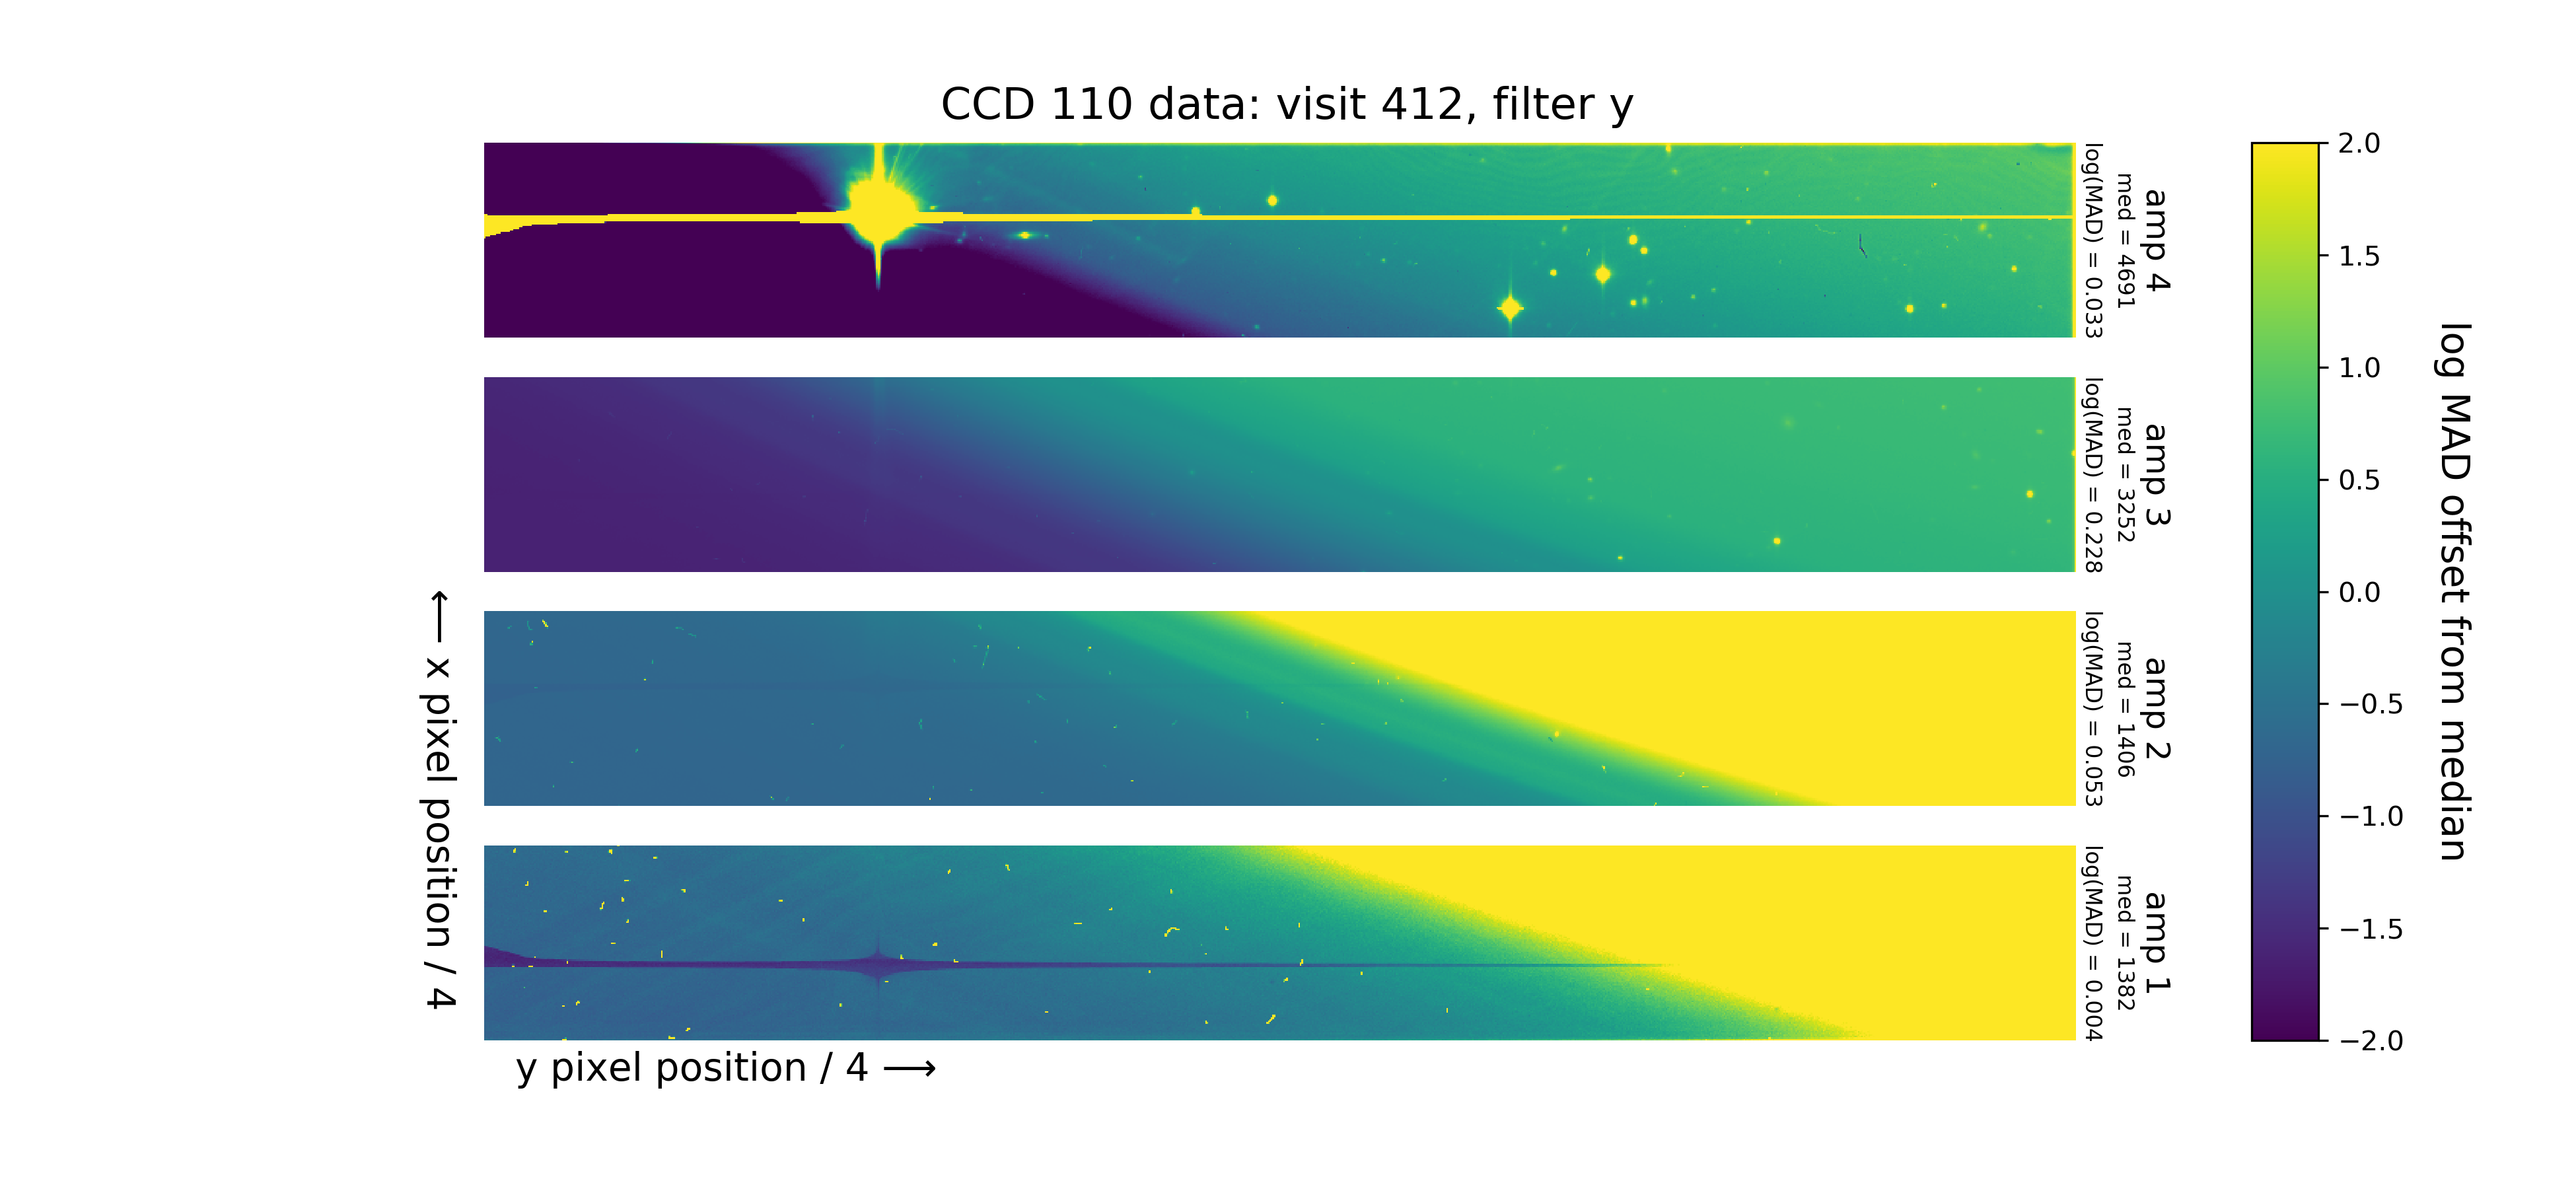 CCD 110 data: visit 412, filter y
amp 4
med = 4691
log(MAD) = 0.033
amp 3
med = 3252
log(MAD) = 0.228
amp 2
med = 1406
log(MAD) = 0.053
amp 1
med = 1382
log(MAD) = 0.004
⟵ x pixel position / 4
y pixel position / 4 ⟶
2.0
1.5
1.0
0.5
0.0
−0.5
−1.0
−1.5
−2.0
log MAD offset from median